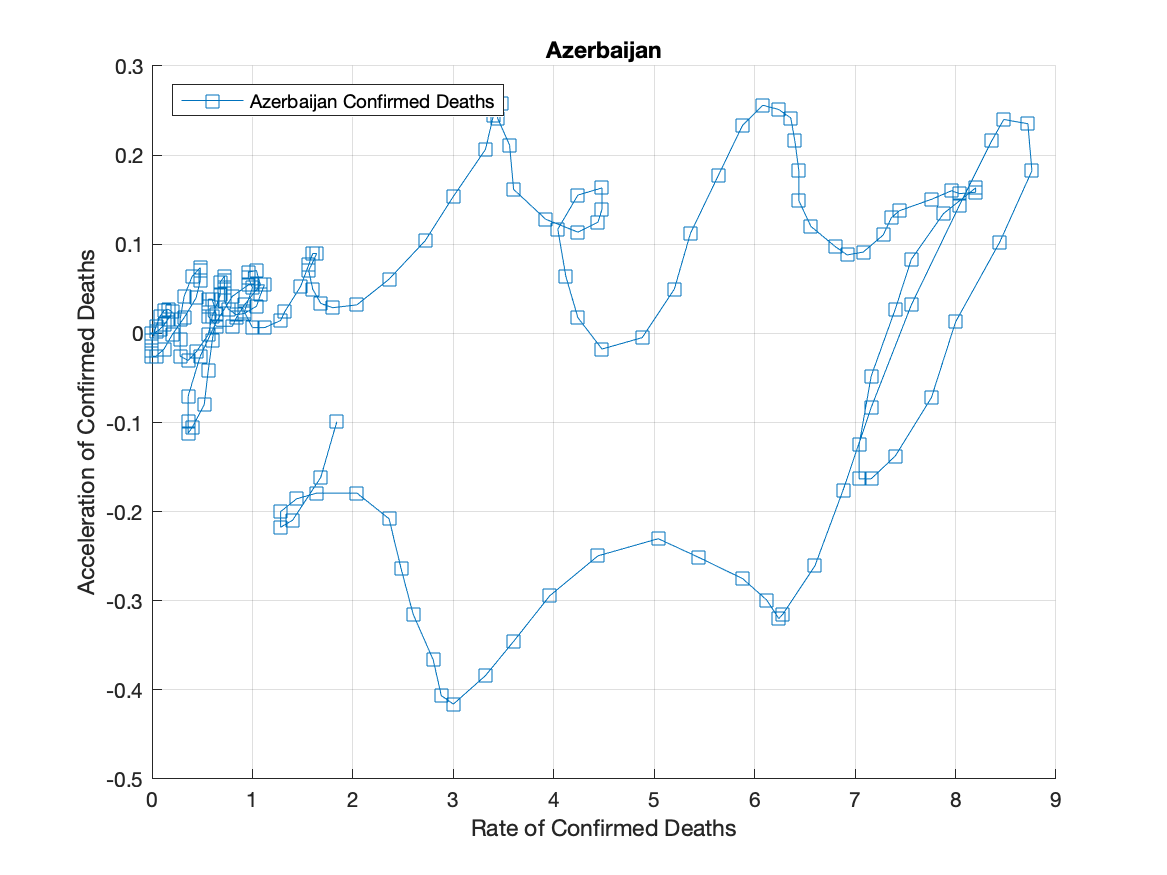 Azerbaijan
Azerbaijan Confirmed Deaths
0.3
0.2
0.1
0
-0.1
-0.2
-0.3
-0.4
-0.5
Acceleration of Confirmed Deaths
0 1 2 3 4 5 6 7 8 9
Rate of Confirmed Deaths